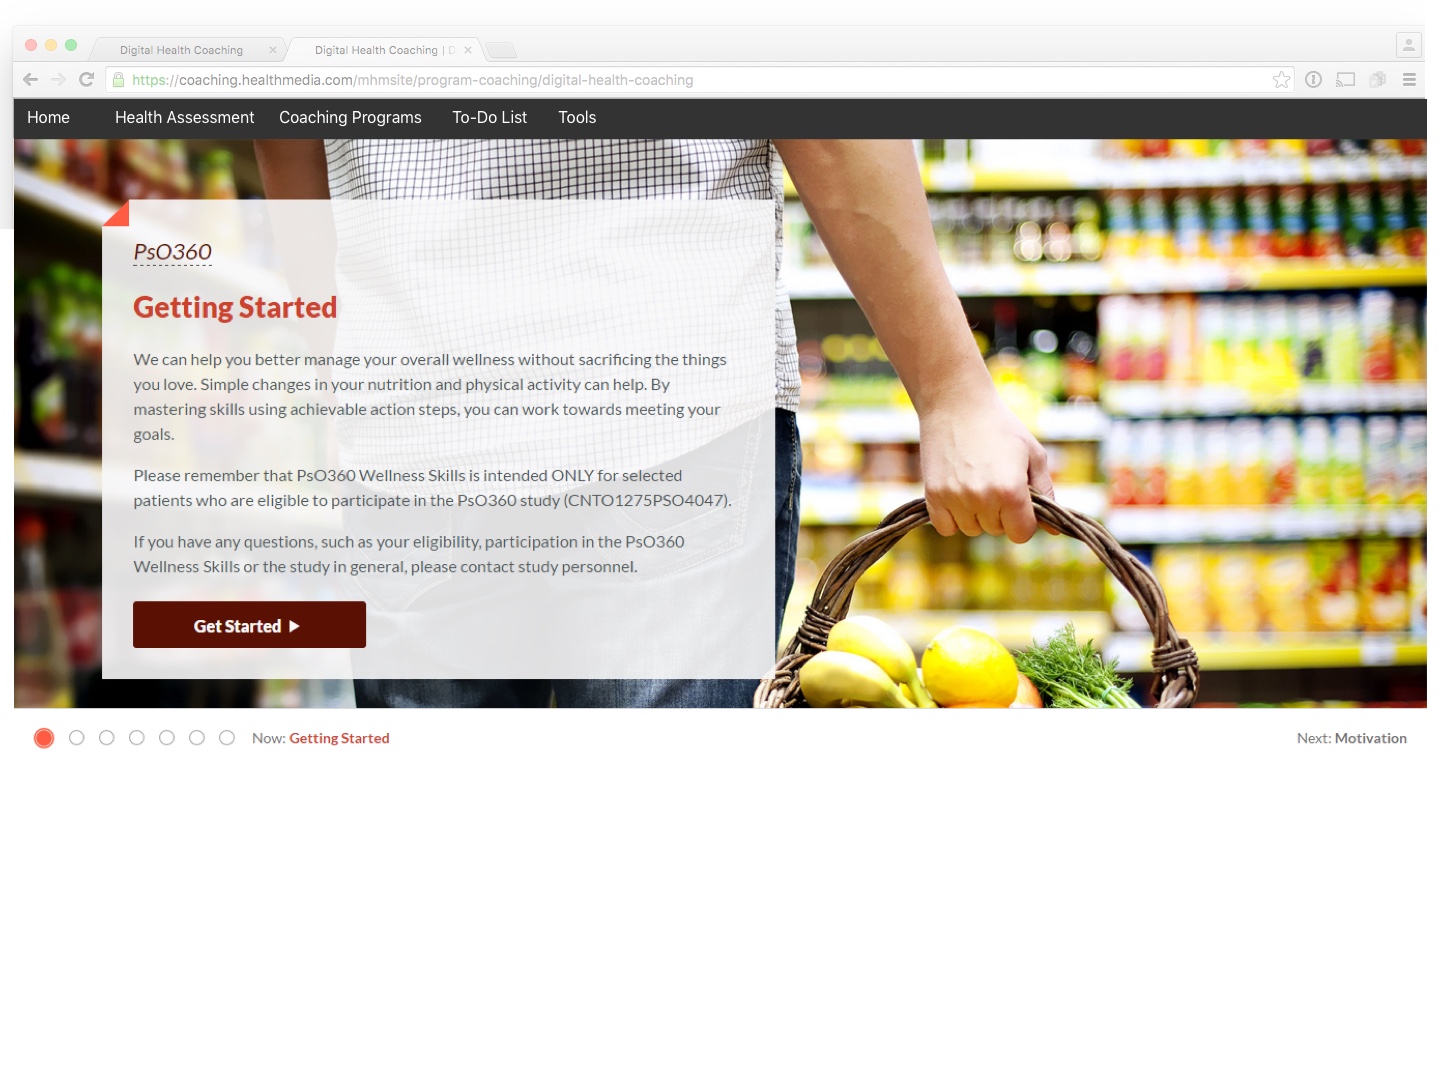 Digital Health Coaching
Digital Health Coaching | D
https://coaching.healthmedia.com/mhmsite/program-coaching/digital-health-coaching
Home Health Assessment Coaching Programs To-Do List Tools
PsO360
Getting Started
We can help you better manage your overall wellness without sacrificing the things
you love. Simple changes in your nutrition and physical activity can help. By
mastering skills using achievable action steps, you can work towards meeting your
goals.
Please remember that PsO360 Wellness Skills is intended ONLY for selected
patients who are eligible to participate in the PsO360 study (CNTO1275PSO4047).
If you have any questions, such as your eligibility, participation in the PsO360
Wellness Skills or the study in general, please contact study personnel.
Get Started
Now: Getting Started
Next: Motivation